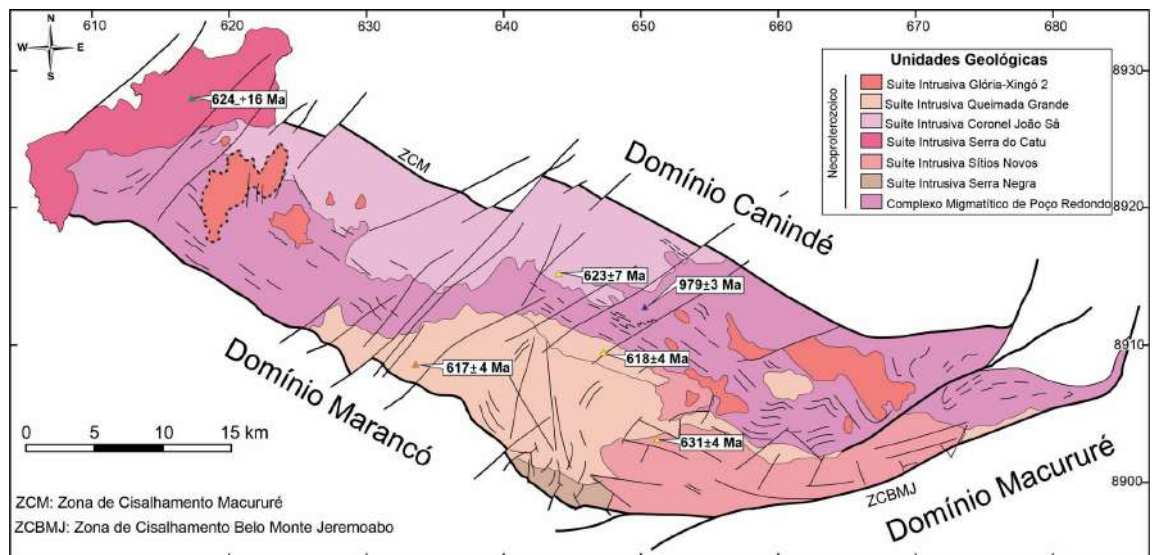 610 620 630 640 650 660 670 680
N
W E
S
8930
8920
8910
8900
Unidades Geológicas
Neoproterozoico
Suíte Intrusiva Glória-Xingó 2
Suíte Intrusiva Queimada Grande
Suíte Intrusiva Coronel João Sá
Suíte Intrusiva Serra do Catu
Suíte Intrusiva Sítios Novos
Suíte Intrusiva Serra Negra
Complexo Migmatítico de Poço Redondo
624_+16 Ma
ZCM
Domínio Canindé
623±7 Ma
979±3 Ma
618±4 Ma
617±4 Ma
631±4 Ma
Domínio Marancó
Domínio Macururé
ZCBMJ
0 5 10 15 km
ZCM: Zona de Cisalhamento Macururé
ZCBMJ: Zona de Cisalhamento Belo Monte Jeremoabo